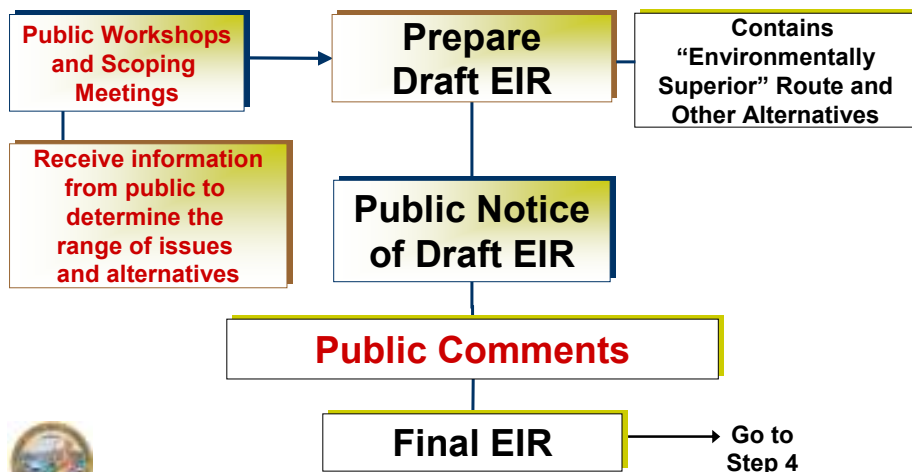 Public Workshops
and Scoping
Meetings
Prepare
Draft EIR
Contains
“Environmentally
Superior” Route and
Other Alternatives
Receive information
from public to
determine the
range of issues
and alternatives
Public Notice
of Draft EIR
Public Comments
Final EIR
Go to
Step 4